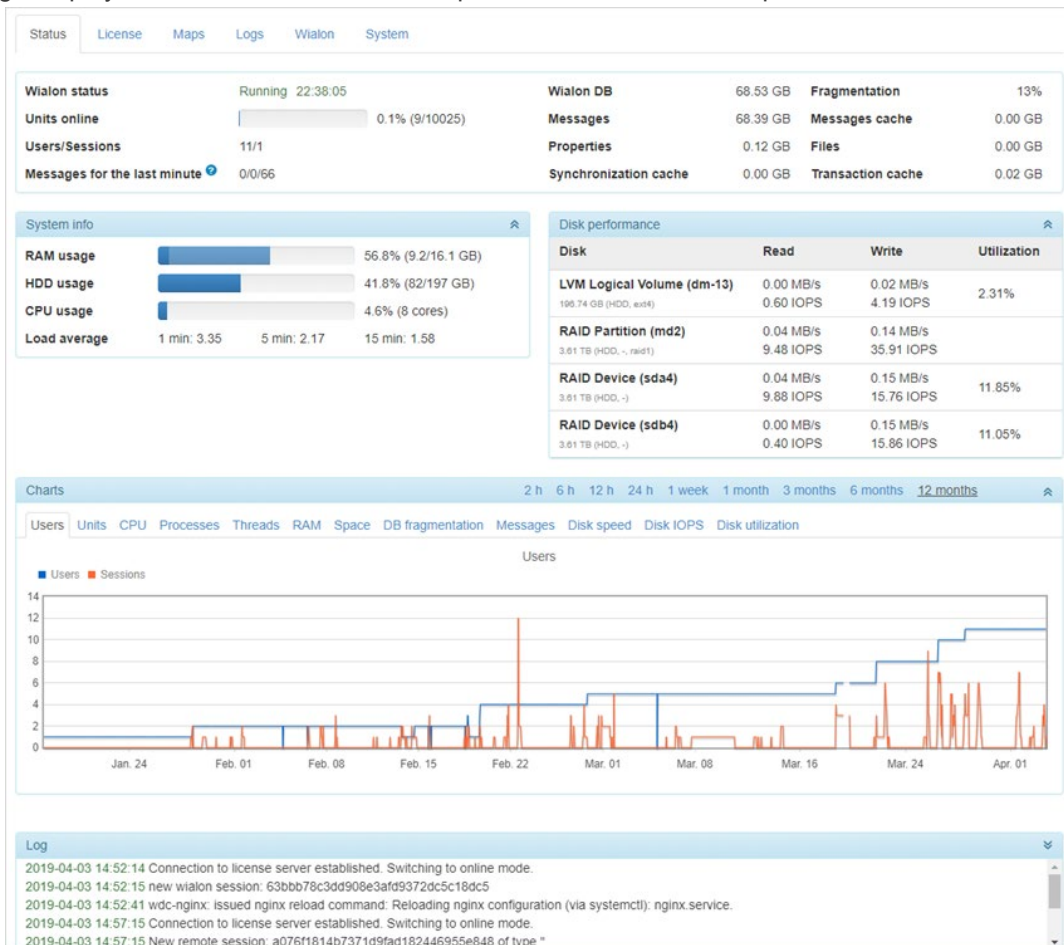 Status License Maps Logs Wialon System
Wialon status Running 22:38:05 Wialon DB 68.53 GB Fragmentation 13%
Units online 0.1% (9/10025) Messages 68.39 GB Messages cache 0.00 GB
Users/Sessions 11/1 Properties 0.12 GB Files 0.00 GB
Messages for the last minute ? 0/0/66 Synchronization cache 0.00 GB Transaction cache 0.02 GB
System info
RAM usage 56.8% (9.2/16.1 GB)
HDD usage 41.8% (82/197 GB)
CPU usage 4.6% (8 cores)
Load average 1 min: 3.35 5 min: 2.17 15 min: 1.58
Disk performance
Disk Read Write Utilization
LVM Logical Volume (dm-13) 0.00 MB/s 0.02 MB/s 2.31%
196.74 GB (HDD, ext4) 0.60 IOPS 4.19 IOPS
RAID Partition (md2) 0.04 MB/s 0.14 MB/s
3.61 TB (HDD, -, raid1) 9.48 IOPS 35.91 IOPS
RAID Device (sda4) 0.04 MB/s 0.15 MB/s 11.85%
3.61 TB (HDD, -) 9.88 IOPS 15.76 IOPS
RAID Device (sdb4) 0.00 MB/s 0.15 MB/s 11.05%
3.61 TB (HDD, -) 0.40 IOPS 15.86 IOPS
Charts 2 h 6 h 12 h 24 h 1 week 1 month 3 months 6 months 12 months
Users Units CPU Processes Threads RAM Space DB fragmentation Messages Disk speed Disk IOPS Disk utilization
Users
Users Sessions
14
12
10
8
6
4
2
0
Jan. 24 Feb. 01 Feb. 08 Feb. 15 Feb. 22 Mar. 01 Mar. 08 Mar. 16 Mar. 24 Apr. 01
Log
2019-04-03 14:52:14 Connection to license server established. Switching to online mode.
2019-04-03 14:52:15 new wialon session: 63bbb78c3dd908e3afd9372dc5c18dc5
2019-04-03 14:52:41 wdc-nginx: issued nginx reload command: Reloading nginx configuration (via systemctl): nginx.service.
2019-04-03 14:57:15 Connection to license server established. Switching to online mode.
2019-04-03 14:57:15 New remote session: a076f1814b7371d9fad182446955e848 of type "